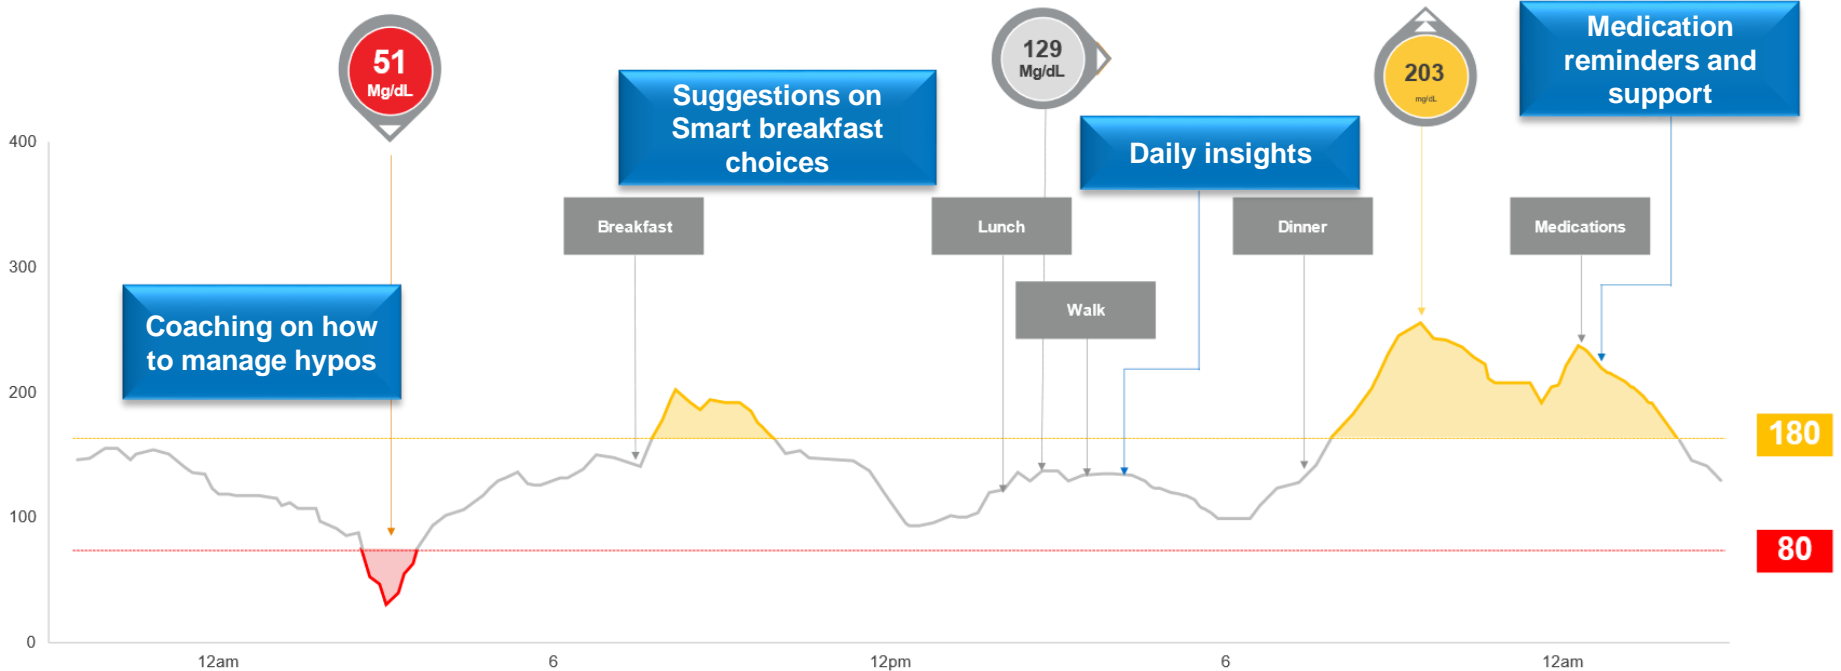 51
Mg/dL
129
Mg/dL
203
mg/dL
Medication
reminders and
support
Suggestions on
Smart breakfast
choices
Daily insights
400
Breakfast
Lunch
Dinner
Medications
300
Coaching on how
to manage hypos
Walk
200
180
100
80
0
12am
6
12pm
6
12am